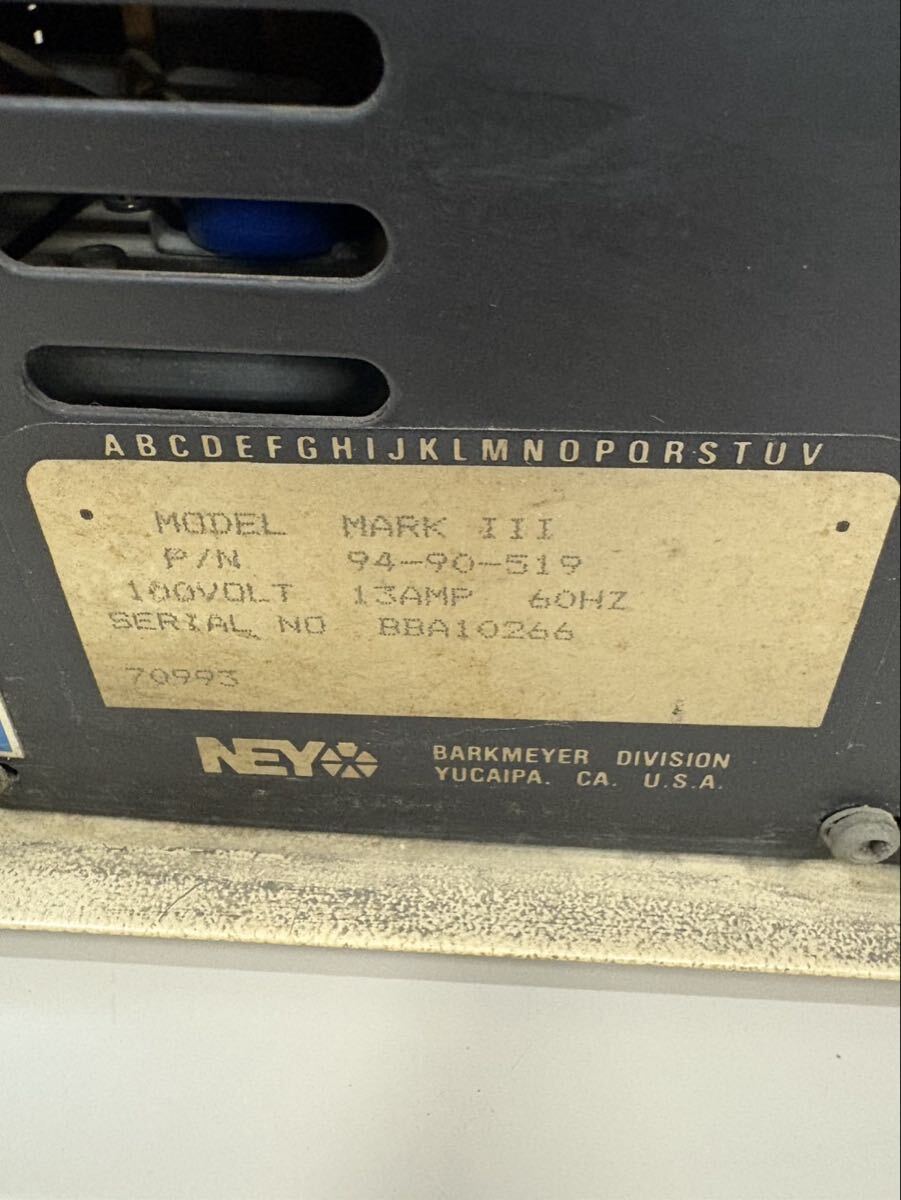 ABCDEFGHIJKLMNOPQRSTUV
MODEL MARK III
P/N 94-90-519
100VOLT 13AMP 60HZ
SERIAL NO BBA10266
70993
NEY
BARKMEYER DIVISION
YUCAIPA. CA. U.S.A.